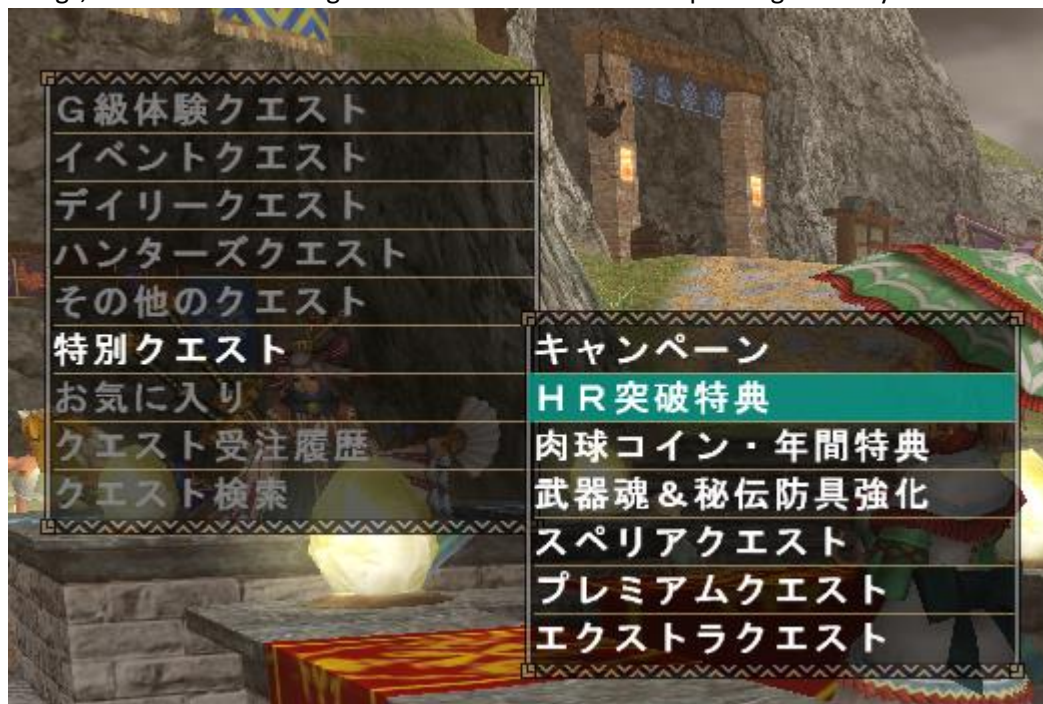 G級体験クエスト
イベントクエスト
デイリークエスト
ハンターズクエスト
その他のクエスト
特別クエスト
お気に入り
クエスト受注履歴
クエスト検索
キャンペーン
HR突破特典
肉球コイン・年間特典
武器魂&秘伝防具強化
スペリアクエスト
プレミアムクエスト
エクストラクエスト